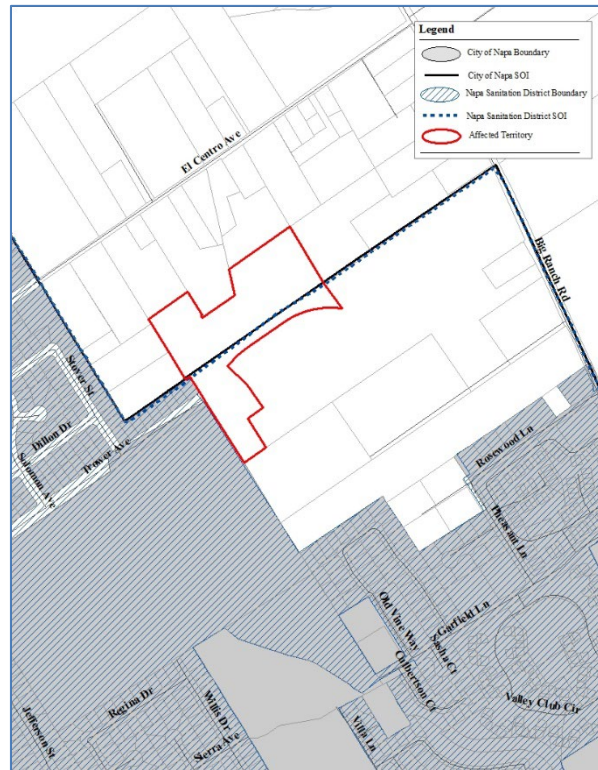 Legend
City of Napa Boundary
City of Napa SOI
Napa Sanitation District Boundary
Napa Sanitation District SOI
Affected Territory
El Centro Ave
Big Ranch Rd
Stover St
Dillon Dr
Trower Ave
Solomon Ave
Rosewood Ln
Pheasant Ln
Old Vine Way
Garfield Ln
Sasha Ct
Culbertson Ct
Valley Club Cir
Regina Dr
Willis Dr
Villa Ln
Sierra Ave
Jefferson St